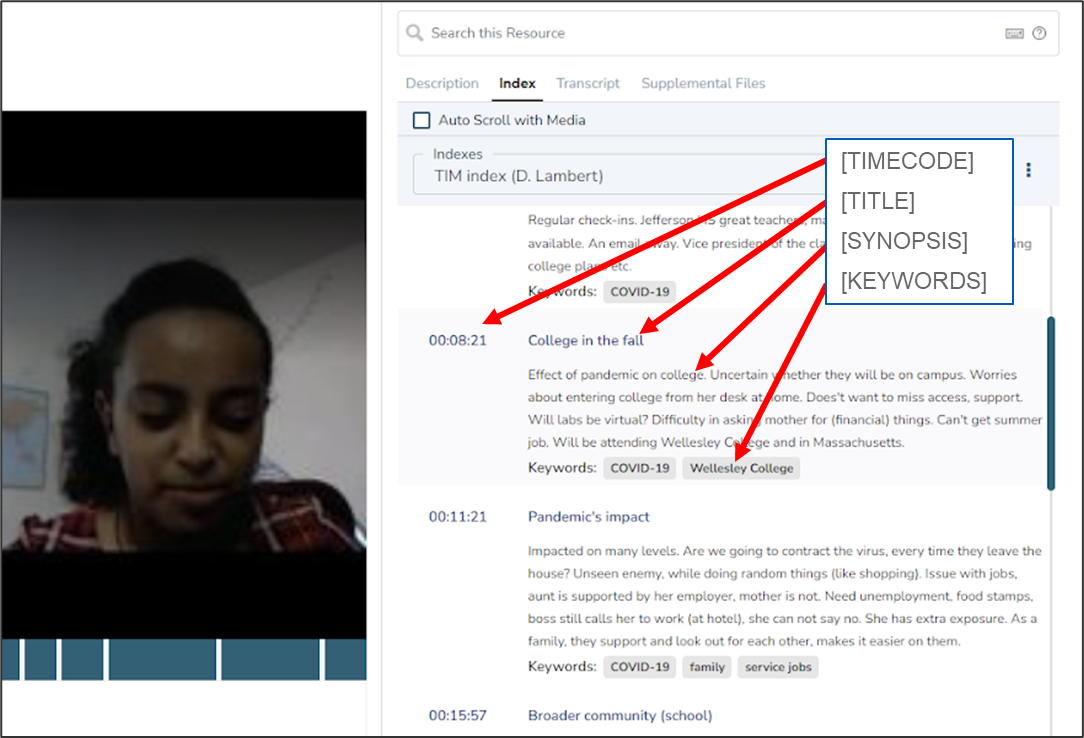 Search this Resource
Description Index Transcript Supplemental Files
Auto Scroll with Media
Indexes
TIM index (D. Lambert)
[TIMECODE]
[TITLE]
[SYNOPSIS]
[KEYWORDS]
Regular check-ins. Jefferson great teachers,
available. An email away. Vice president of the
college plans etc.
Keywords: COVID-19
00:08:21 College in the fall
Effect of pandemic on college. Uncertain whether they will be on campus. Worries
about entering college from her desk at home. Does't want to miss access, support.
Will labs be virtual? Difficulty in asking mother for (financial) things. Can't get summer
job. Will be attending Wellesley College and in Massachusetts.
Keywords: COVID-19 Wellesley College
00:11:21 Pandemic's impact
Impacted on many levels. Are we going to contract the virus, every time they leave the
house? Unseen enemy, while doing random things (like shopping). Issue with jobs,
aunt is supported by her employer, mother is not. Need unemployment, food stamps,
boss still calls her to work (at hotel), she can not say no. She has extra exposure. As a
family, they support and look out for each other, makes it easier on them.
Keywords: COVID-19 family service jobs
00:15:57 Broader community (school)